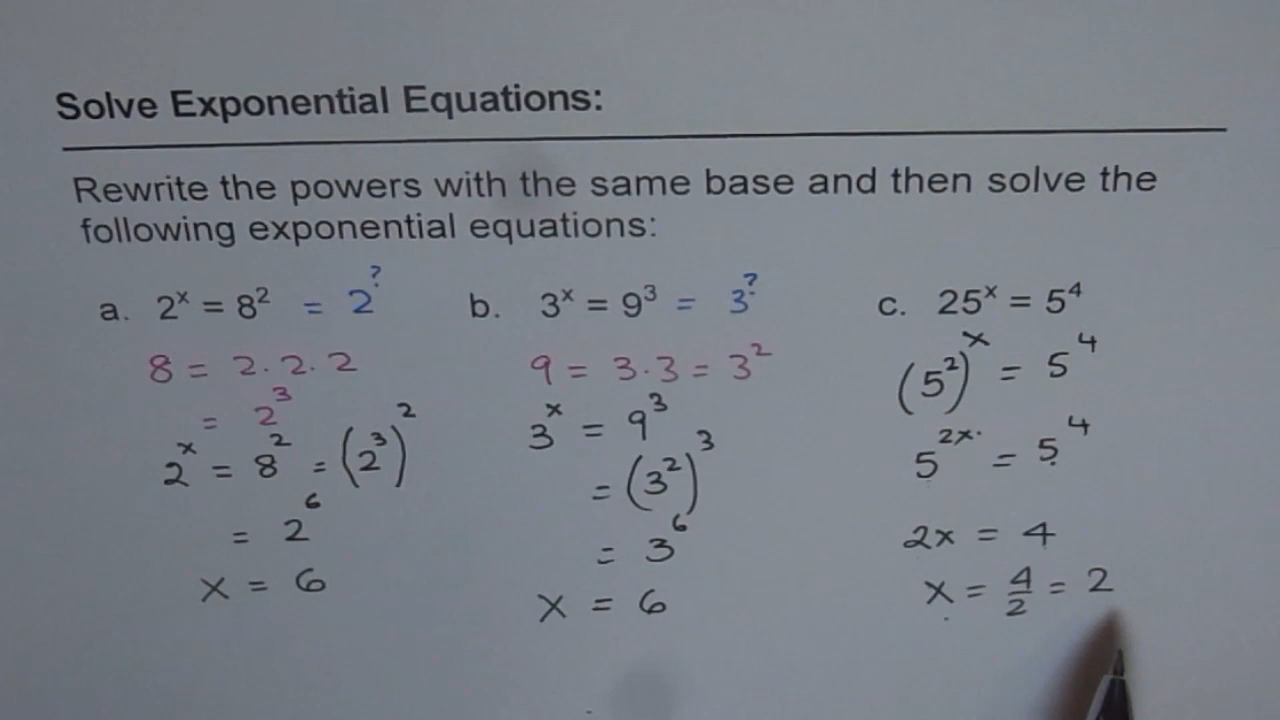 Solve Exponential Equations:
Rewrite the powers with the same base and then solve the
following exponential equations:
a. 2ˣ = 8² = 2^?
8 = 2.2.2
= 2³
2ˣ = 8² = (2³)²
= 2⁶
x = 6
b. 3ˣ = 9³ = 3^?
9 = 3.3 = 3²
3ˣ = 9³
= (3²)³
= 3⁶
x = 6
c. 25ˣ = 5⁴
(5²)ˣ = 5⁴
5²ˣ = 5⁴
2x = 4
x = 4/2 = 2